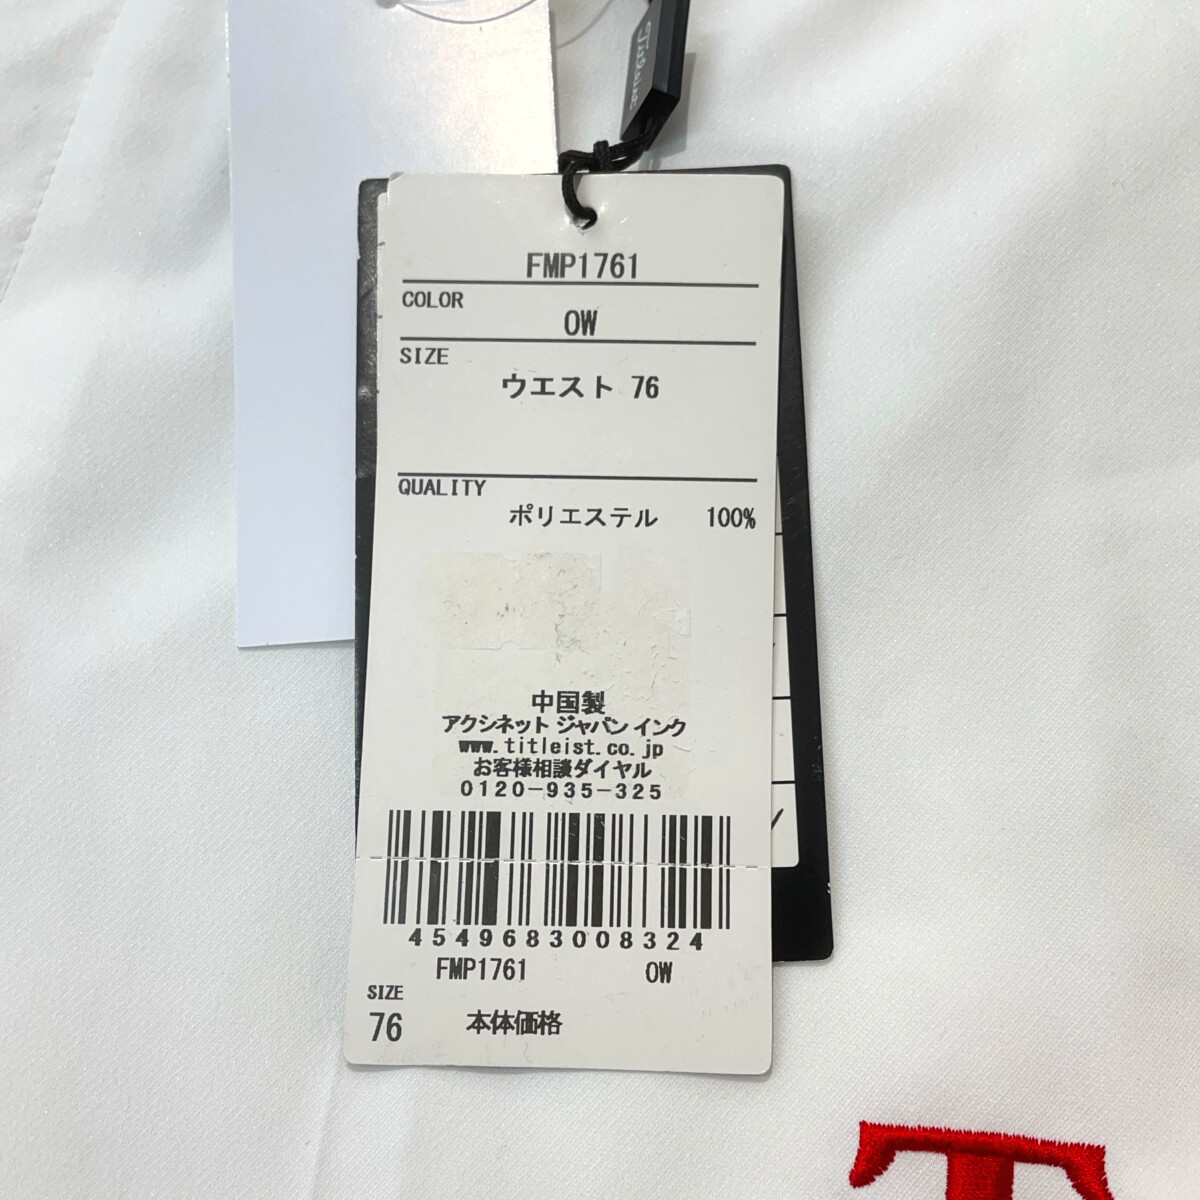 Titleist
FMP1761
COLOR
OW
SIZE
ウエスト 76
QUALITY
ポリエステル 100%
中国製
アクシネット ジャパン インク
www.titleist.co.jp
お客様相談ダイヤル
0120-935-325
4549683008324
FMP1761 OW
SIZE
76 本体価格
T